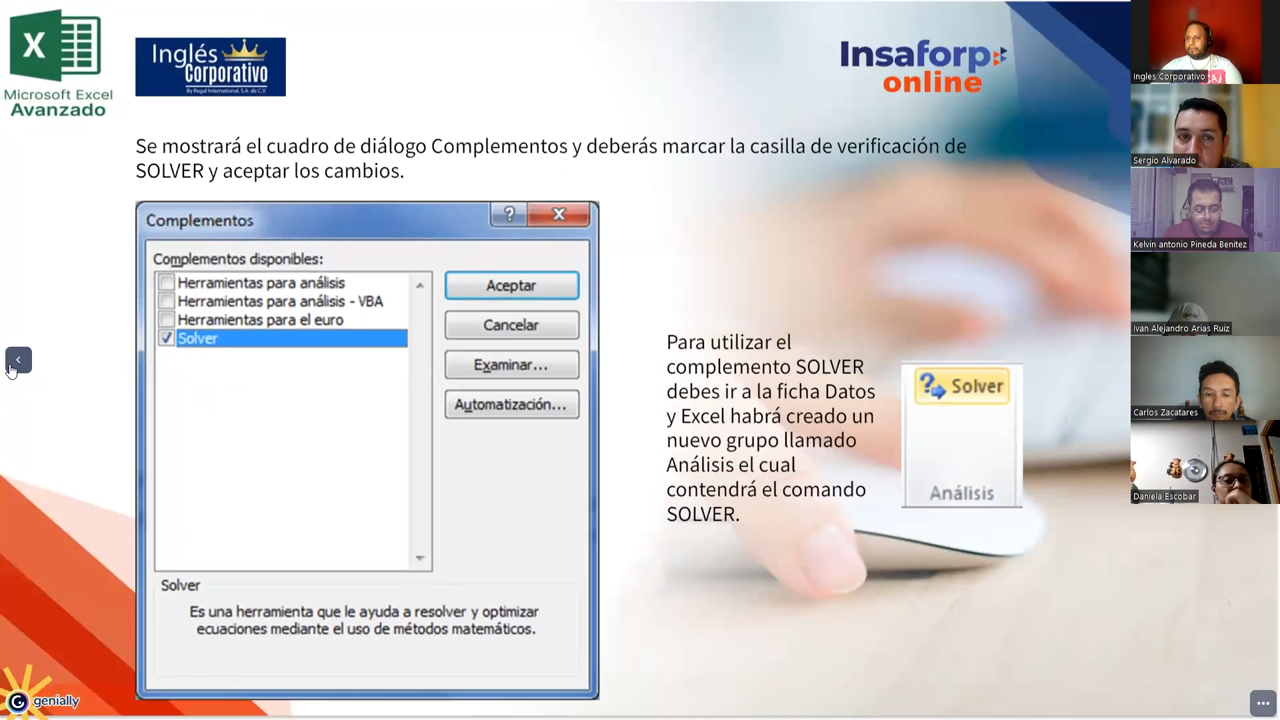 Microsoft Excel
Avanzado
Inglés
Corporativo
By Regal International, S.A. de C.V.
Insaforp
online
Se mostrará el cuadro de diálogo Complementos y deberás marcar la casilla de verificación de
SOLVER y aceptar los cambios.
Complementos
Complementos disponibles:
Herramientas para análisis
Herramientas para análisis - VBA
Herramientas para el euro
Solver
Aceptar
Cancelar
Examinar...
Automatización...
Solver
Es una herramienta que le ayuda a resolver y optimizar
ecuaciones mediante el uso de métodos matemáticos.
Para utilizar el
complemento SOLVER
debes ir a la ficha Datos
y Excel habrá creado un
nuevo grupo llamado
Análisis el cual
contendrá el comando
SOLVER.
Solver
Análisis
genially
Ingles Corporativo
Sergio Alvarado
Kelvin antonio Pineda Benitez
Ivan Alejandro Arias Ruiz
Carlos Zacatares
Daniela Escobar